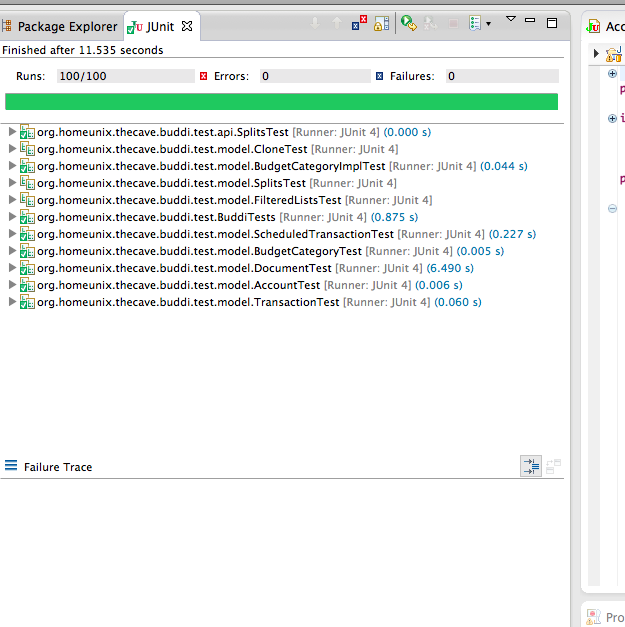 Package Explorer JUnit
Finished after 11.535 seconds
Runs: 100/100 Errors: 0 Failures: 0
org.homeunix.thecave.buddi.test.api.SplitsTest [Runner: JUnit 4] (0.000 s)
org.homeunix.thecave.buddi.test.model.CloneTest [Runner: JUnit 4]
org.homeunix.thecave.buddi.test.model.BudgetCategoryImplTest [Runner: JUnit 4] (0.044 s)
org.homeunix.thecave.buddi.test.model.SplitsTest [Runner: JUnit 4]
org.homeunix.thecave.buddi.test.model.FilteredListsTest [Runner: JUnit 4]
org.homeunix.thecave.buddi.test.BuddiTests [Runner: JUnit 4] (0.875 s)
org.homeunix.thecave.buddi.test.model.ScheduledTransactionTest [Runner: JUnit 4] (0.227 s)
org.homeunix.thecave.buddi.test.model.BudgetCategoryTest [Runner: JUnit 4] (0.005 s)
org.homeunix.thecave.buddi.test.model.DocumentTest [Runner: JUnit 4] (6.490 s)
org.homeunix.thecave.buddi.test.model.AccountTest [Runner: JUnit 4] (0.006 s)
org.homeunix.thecave.buddi.test.model.TransactionTest [Runner: JUnit 4] (0.060 s)
Failure Trace
Acc
p
i
p
Pro